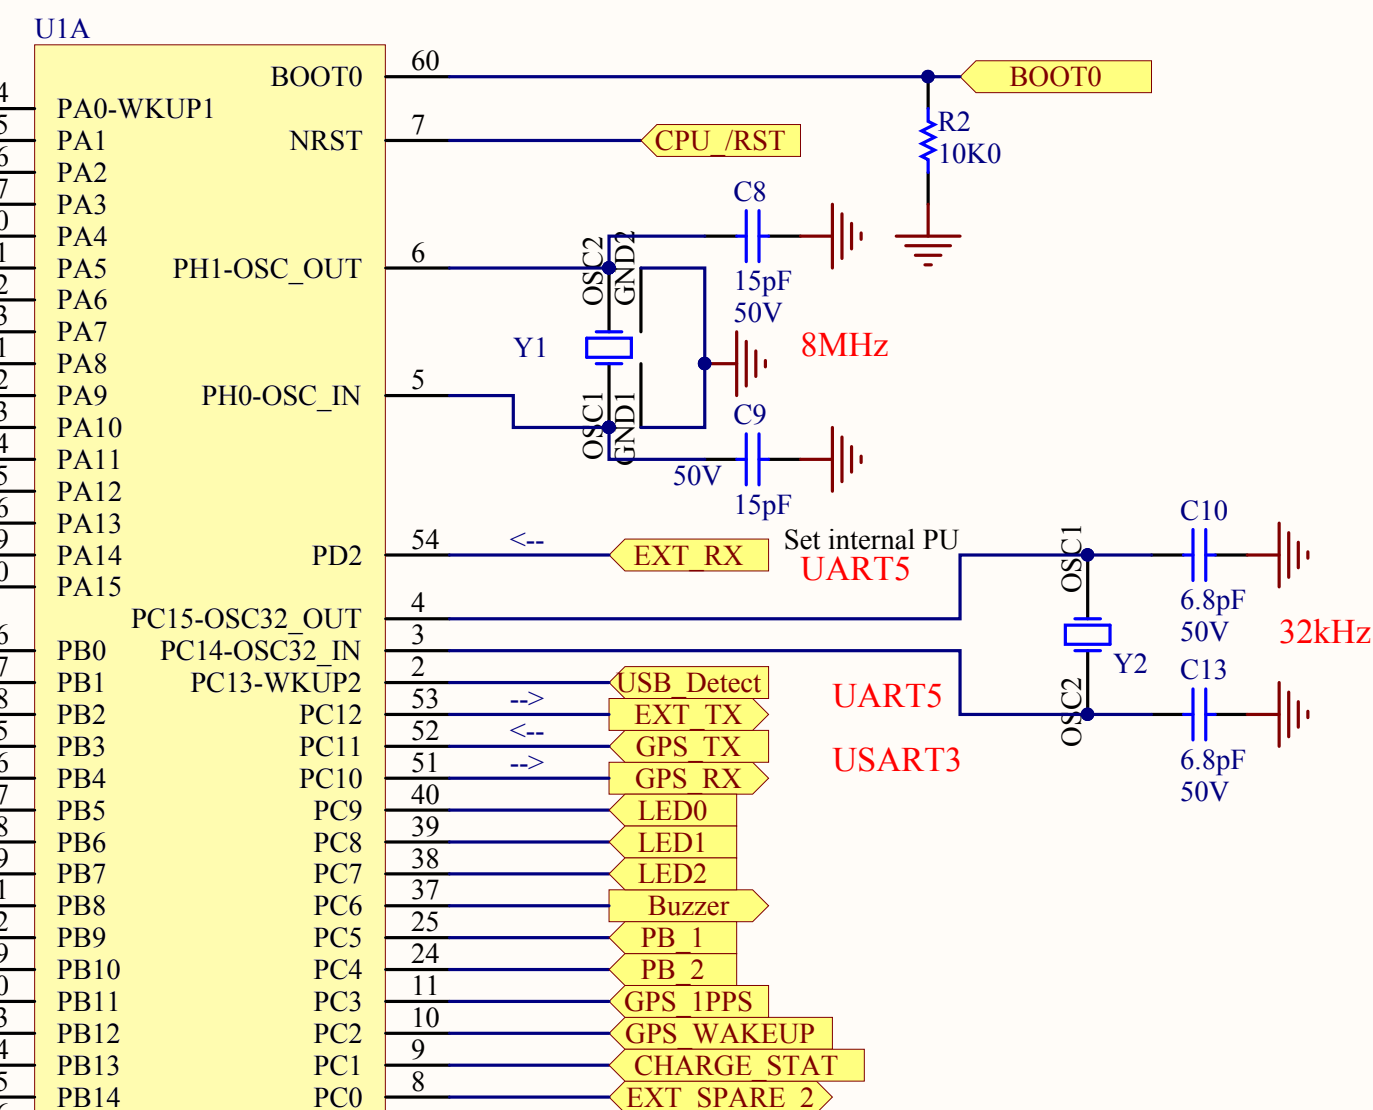 U1A
BOOT0 60 BOOT0
PA0-WKUP1
R2
PA1 NRST 7 CPU_/RST
10K0
PA2
C8
PA3
PA4
OSC2 GND2
PA5 PH1-OSC_OUT 6
15pF
PA6
50V
PA7
Y1 8MHz
PA8
PA9 PH0-OSC_IN 5
OSC1 GND1
C9
PA10
PA11
50V
15pF
PA12
C10
PA13
Set internal PU
OSC1
PA14 PD2 54 <-- EXT_RX
UART5
PA15
6.8pF
PC15-OSC32_OUT 4
50V
32kHz
PB0 PC14-OSC32_IN 3
Y2
C13
PB1 PC13-WKUP2 2 USB_Detect
UART5
OSC2
PB2 PC12 53 --> EXT_TX
PB3 PC11 52 <-- GPS_TX
USART3
6.8pF
PB4 PC10 51 --> GPS_RX
50V
PB5 PC9 40 LED0
PB6 PC8 39 LED1
PB7 PC7 38 LED2
PB8 PC6 37 Buzzer
PB9 PC5 25 PB_1
PB10 PC4 24 PB_2
PB11 PC3 11 GPS_1PPS
PB12 PC2 10 GPS_WAKEUP
PB13 PC1 9 CHARGE_STAT
PB14 PC0 8 EXT_SPARE_2